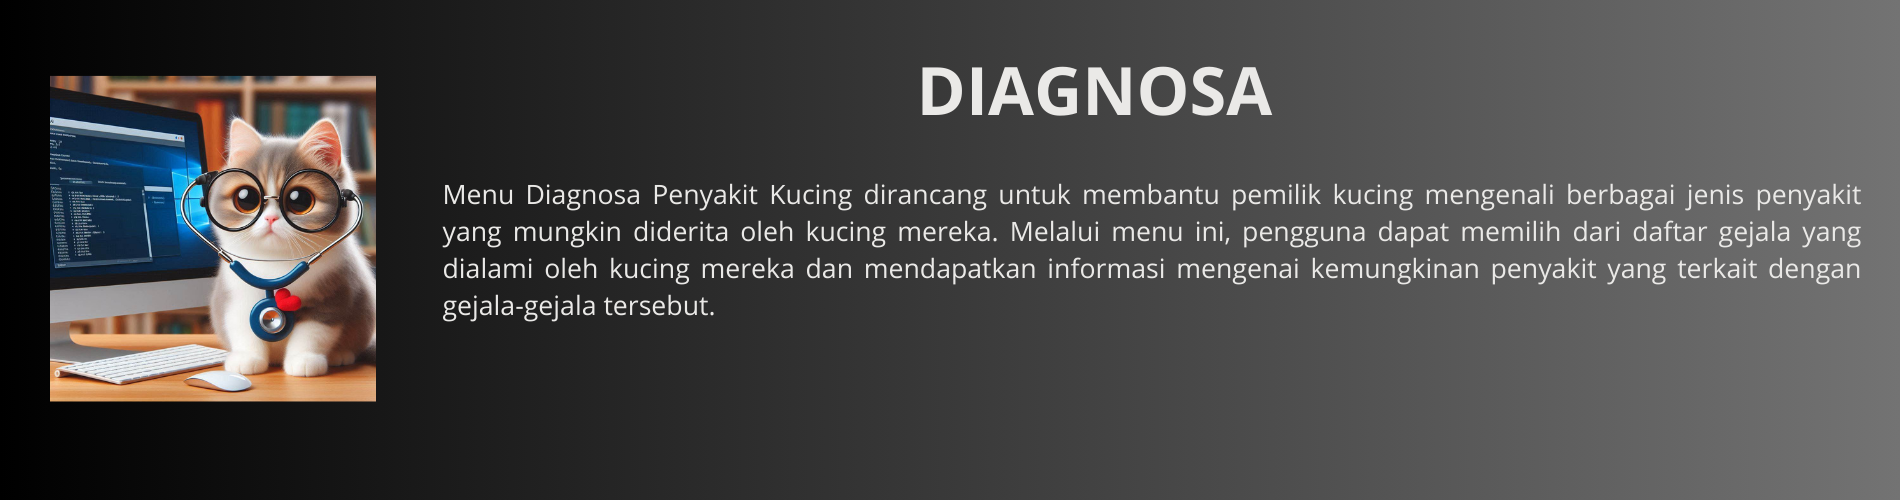 DIAGNOSA
Menu Diagnosa Penyakit Kucing dirancang untuk membantu pemilik kucing mengenali berbagai jenis penyakit
yang mungkin diderita oleh kucing mereka. Melalui menu ini, pengguna dapat memilih dari daftar gejala yang
dialami oleh kucing mereka dan mendapatkan informasi mengenai kemungkinan penyakit yang terkait dengan
gejala-gejala tersebut.